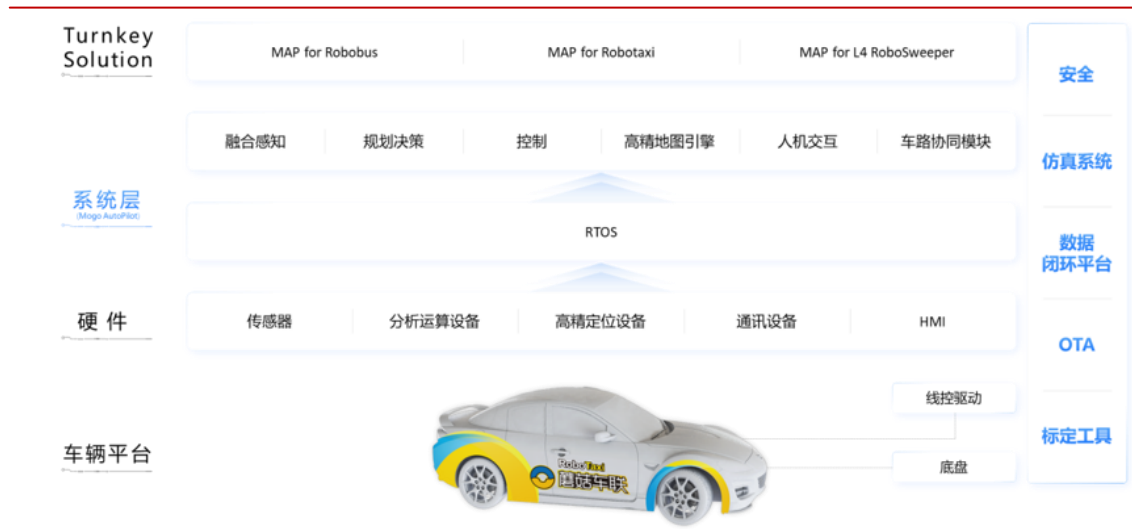 Turnkey
Solution
MAP for Robobus
MAP for Robotaxi
MAP for L4 RoboSweeper
融合感知
规划决策
控制
高精地图引擎
人机交互
车路协同模块
系统层
(Mogo AutoPilot)
RTOS
硬件
传感器
分析运算设备
高精定位设备
通讯设备
HMI
车辆平台
RoboTaxi
蘑菇车联
线控驱动
底盘
安全
仿真系统
数据
闭环平台
OTA
标定工具